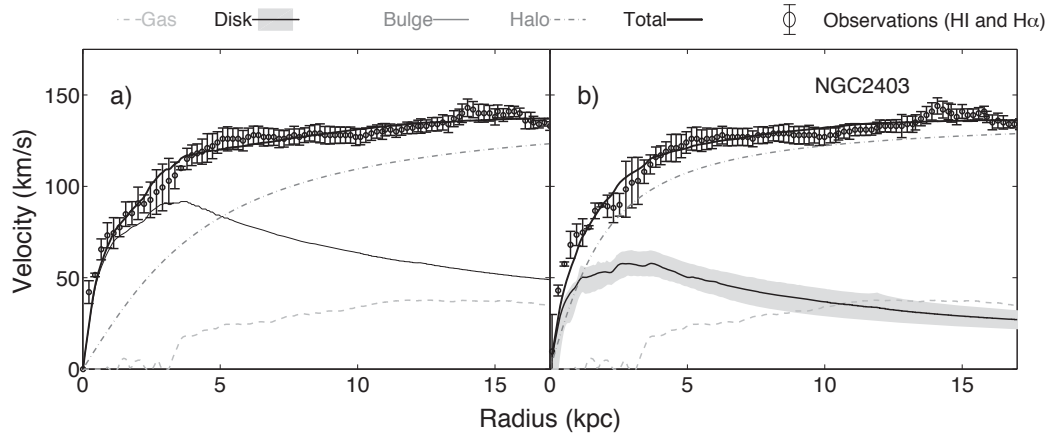 Gas Disk Bulge Halo Total Observations (HI and Hα)
a) b) NGC2403
150
100
50
0
0 5 10 15 0 5 10 15
Velocity (km/s)
Radius (kpc)